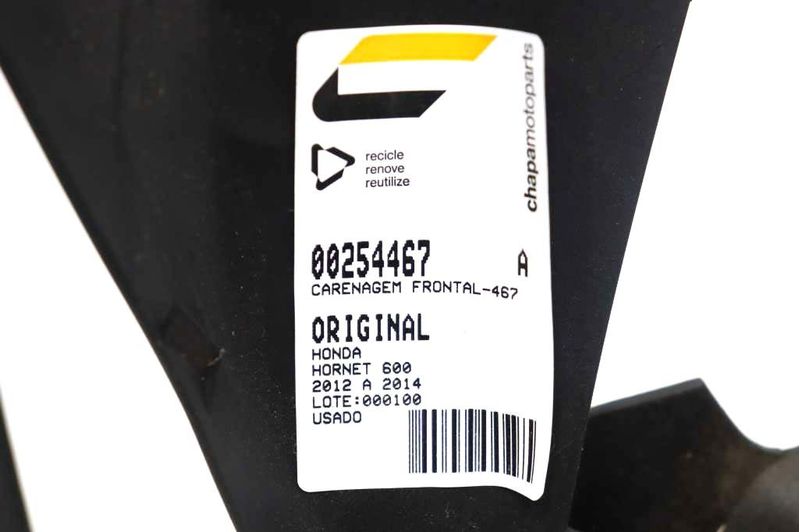 chapamotoparts
recicle
renove
reutilize
00254467 A
CARENAGEM FRONTAL-467
ORIGINAL
HONDA
HORNET 600
2012 A 2014
LOTE:000100
USADO